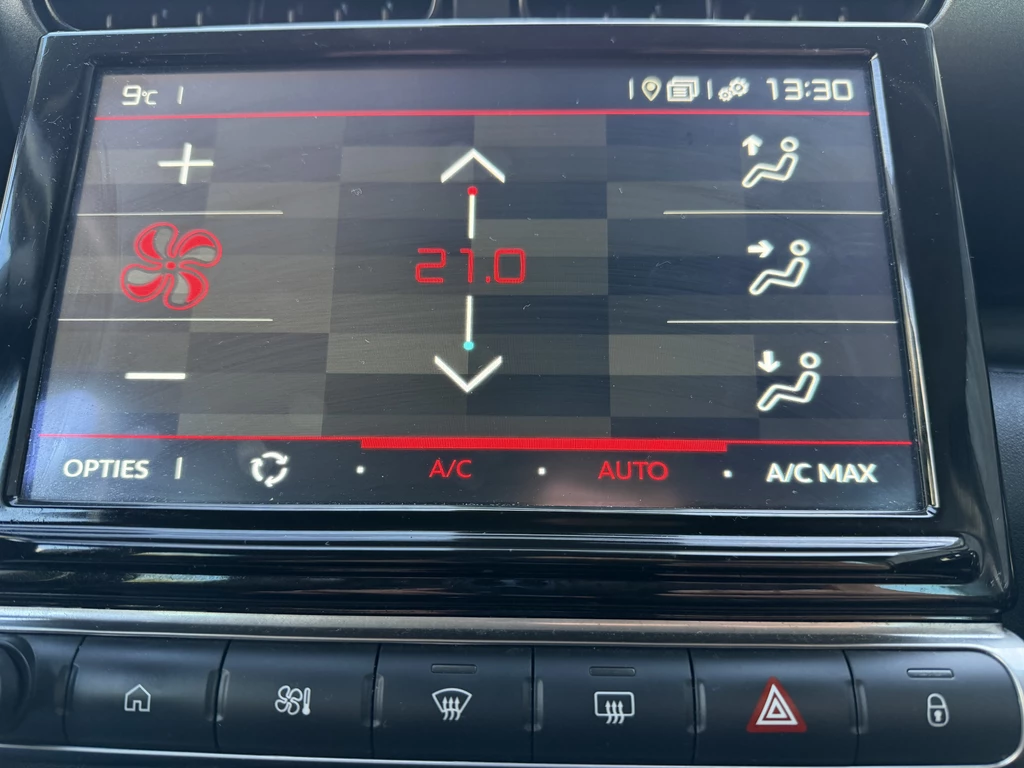 9°C 13:30
21.0
OPTIES A/C AUTO A/C MAX